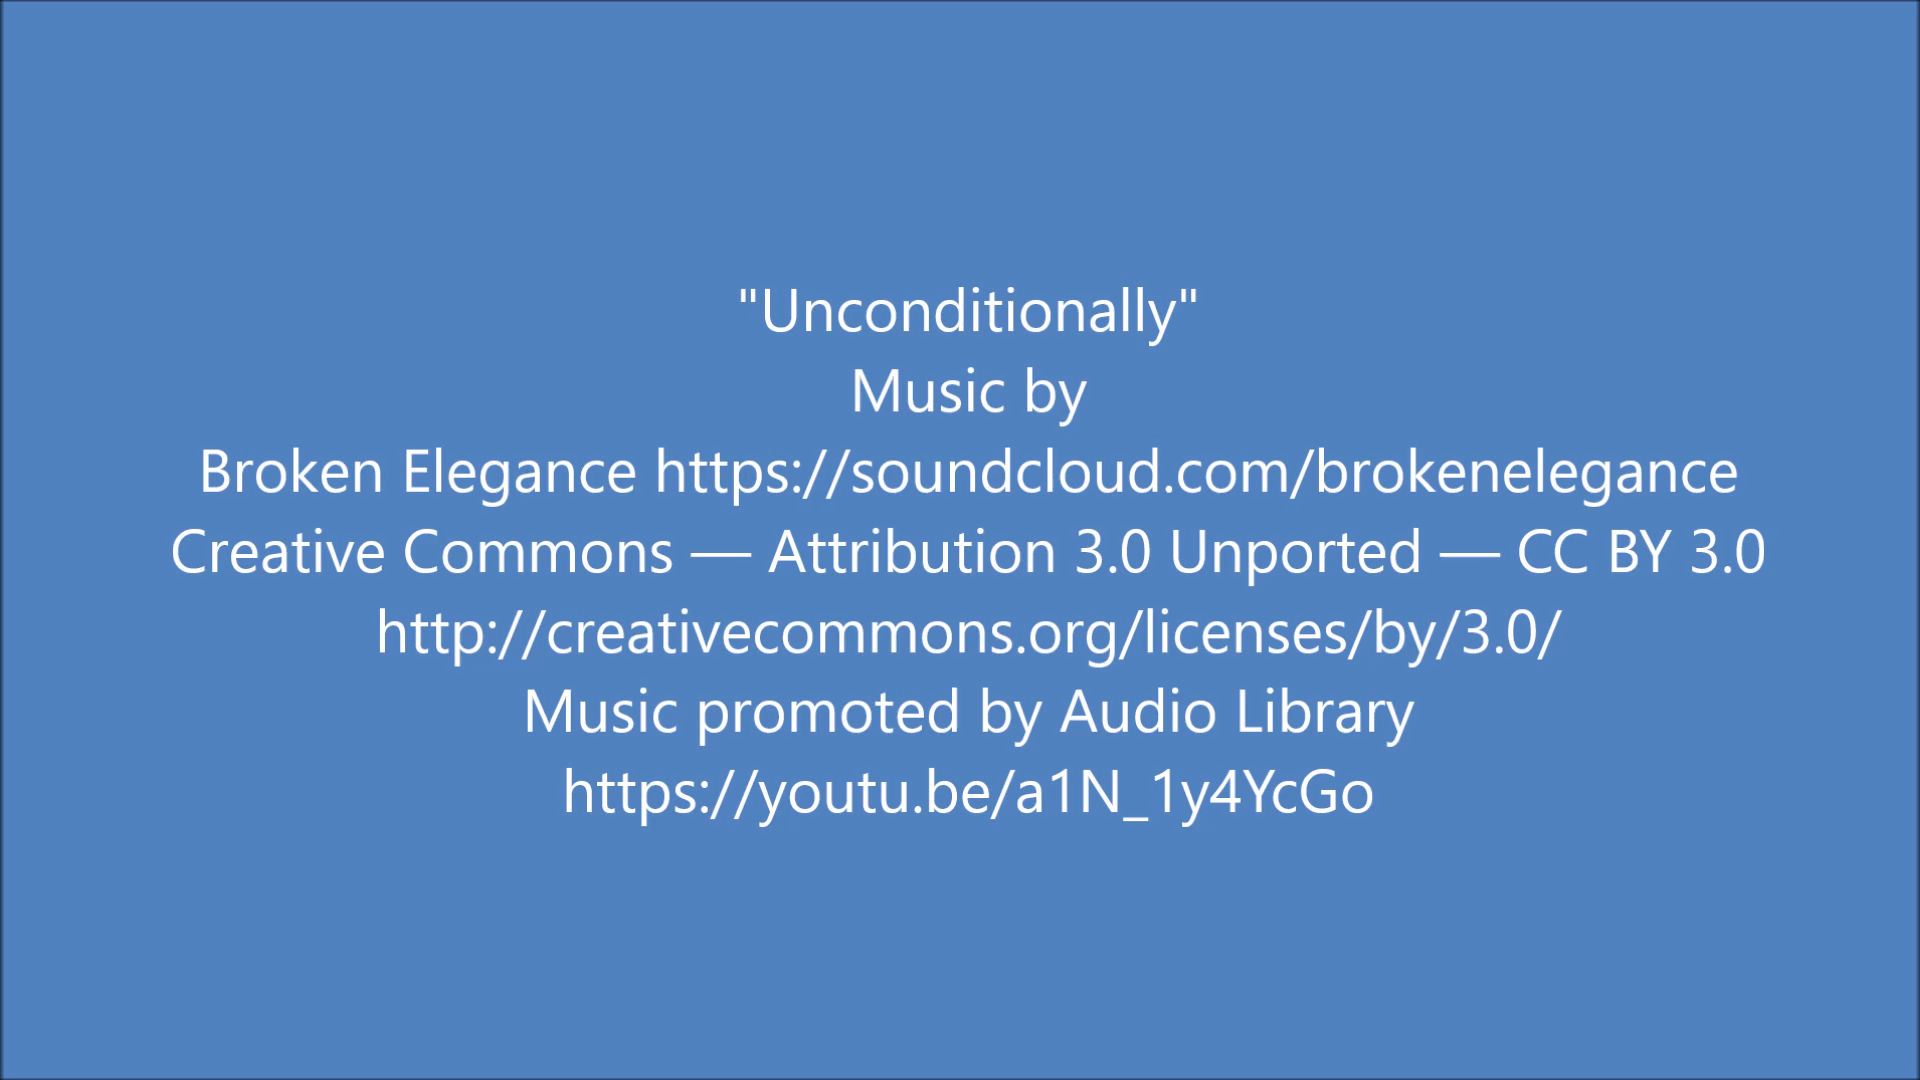 "Unconditionally"
Music by
Broken Elegance https://soundcloud.com/brokenelegance
Creative Commons — Attribution 3.0 Unported — CC BY 3.0
http://creativecommons.org/licenses/by/3.0/
Music promoted by Audio Library
https://youtu.be/a1N_1y4YcGo